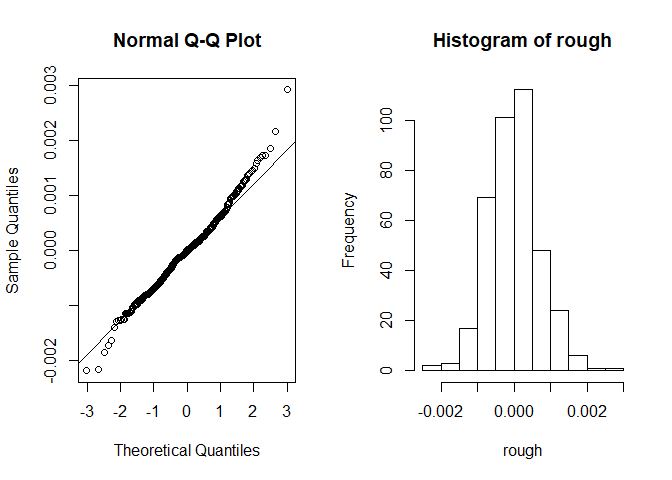 Normal Q-Q Plot
Sample Quantiles
0.003
0.002
0.001
0.000
-0.002
-3 -2 -1 0 1 2 3
Theoretical Quantiles
Histogram of rough
Frequency
100
80
60
40
20
0
-0.002 0.000 0.002
rough